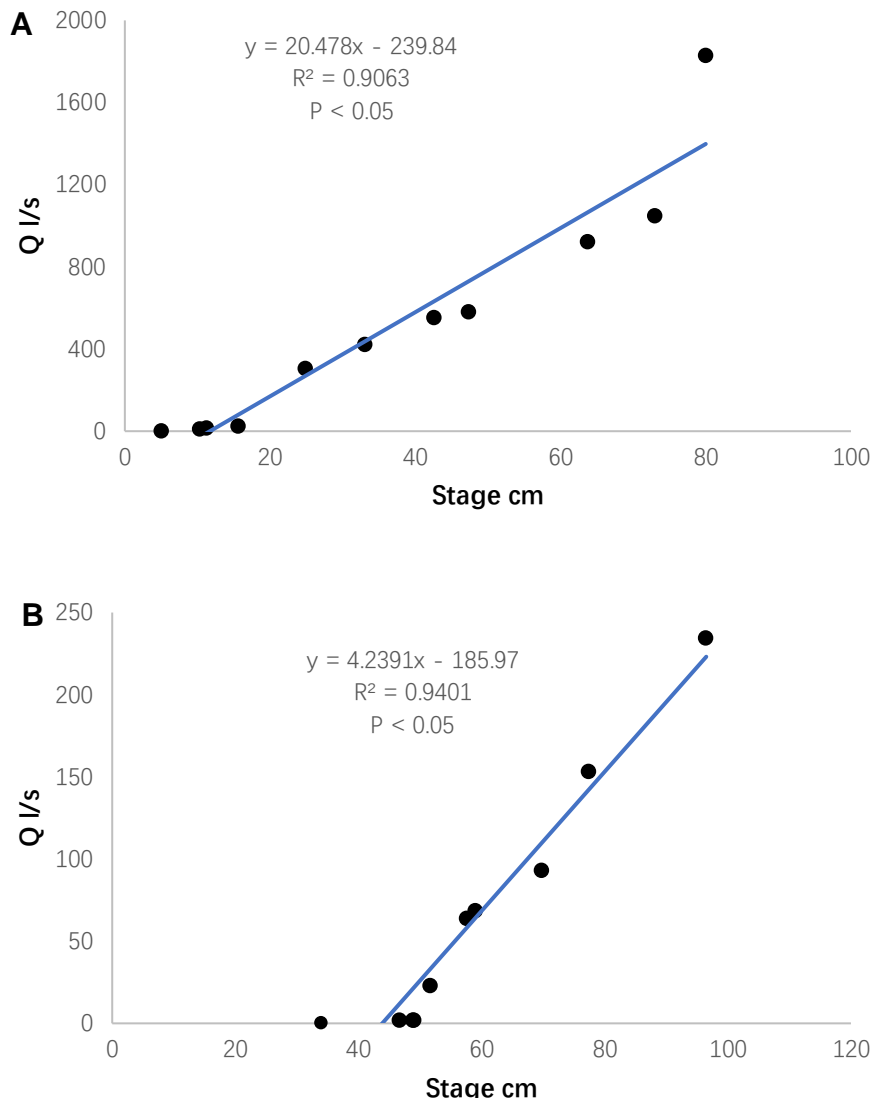 A
2000
y = 20.478x - 239.84
R² = 0.9063
P < 0.05
1600
1200
800
400
0
Q l/s
0 20 40 60 80 100
Stage cm
B
250
y = 4.2391x - 185.97
R² = 0.9401
P < 0.05
200
150
100
50
0
Q l/s
0 20 40 60 80 100 120
Stage cm